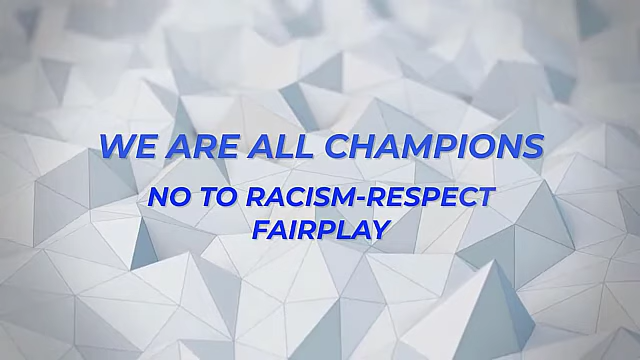 WE ARE ALL CHAMPIONS
NO TO RACISM-RESPECT
FAIRPLAY